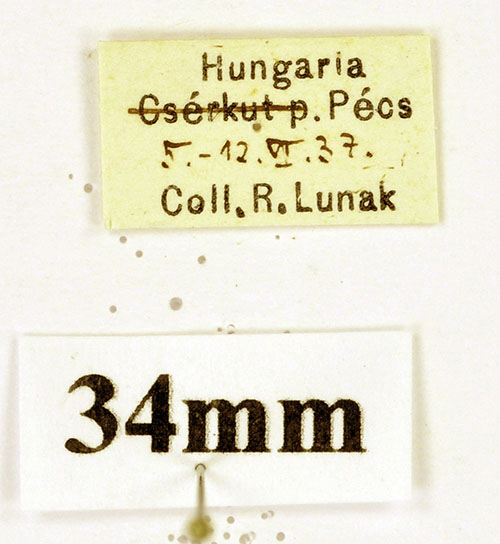 Hungaria
Csérkut p. Pécs
5.-12.VI.37.
Coll. R. Lunak
34mm